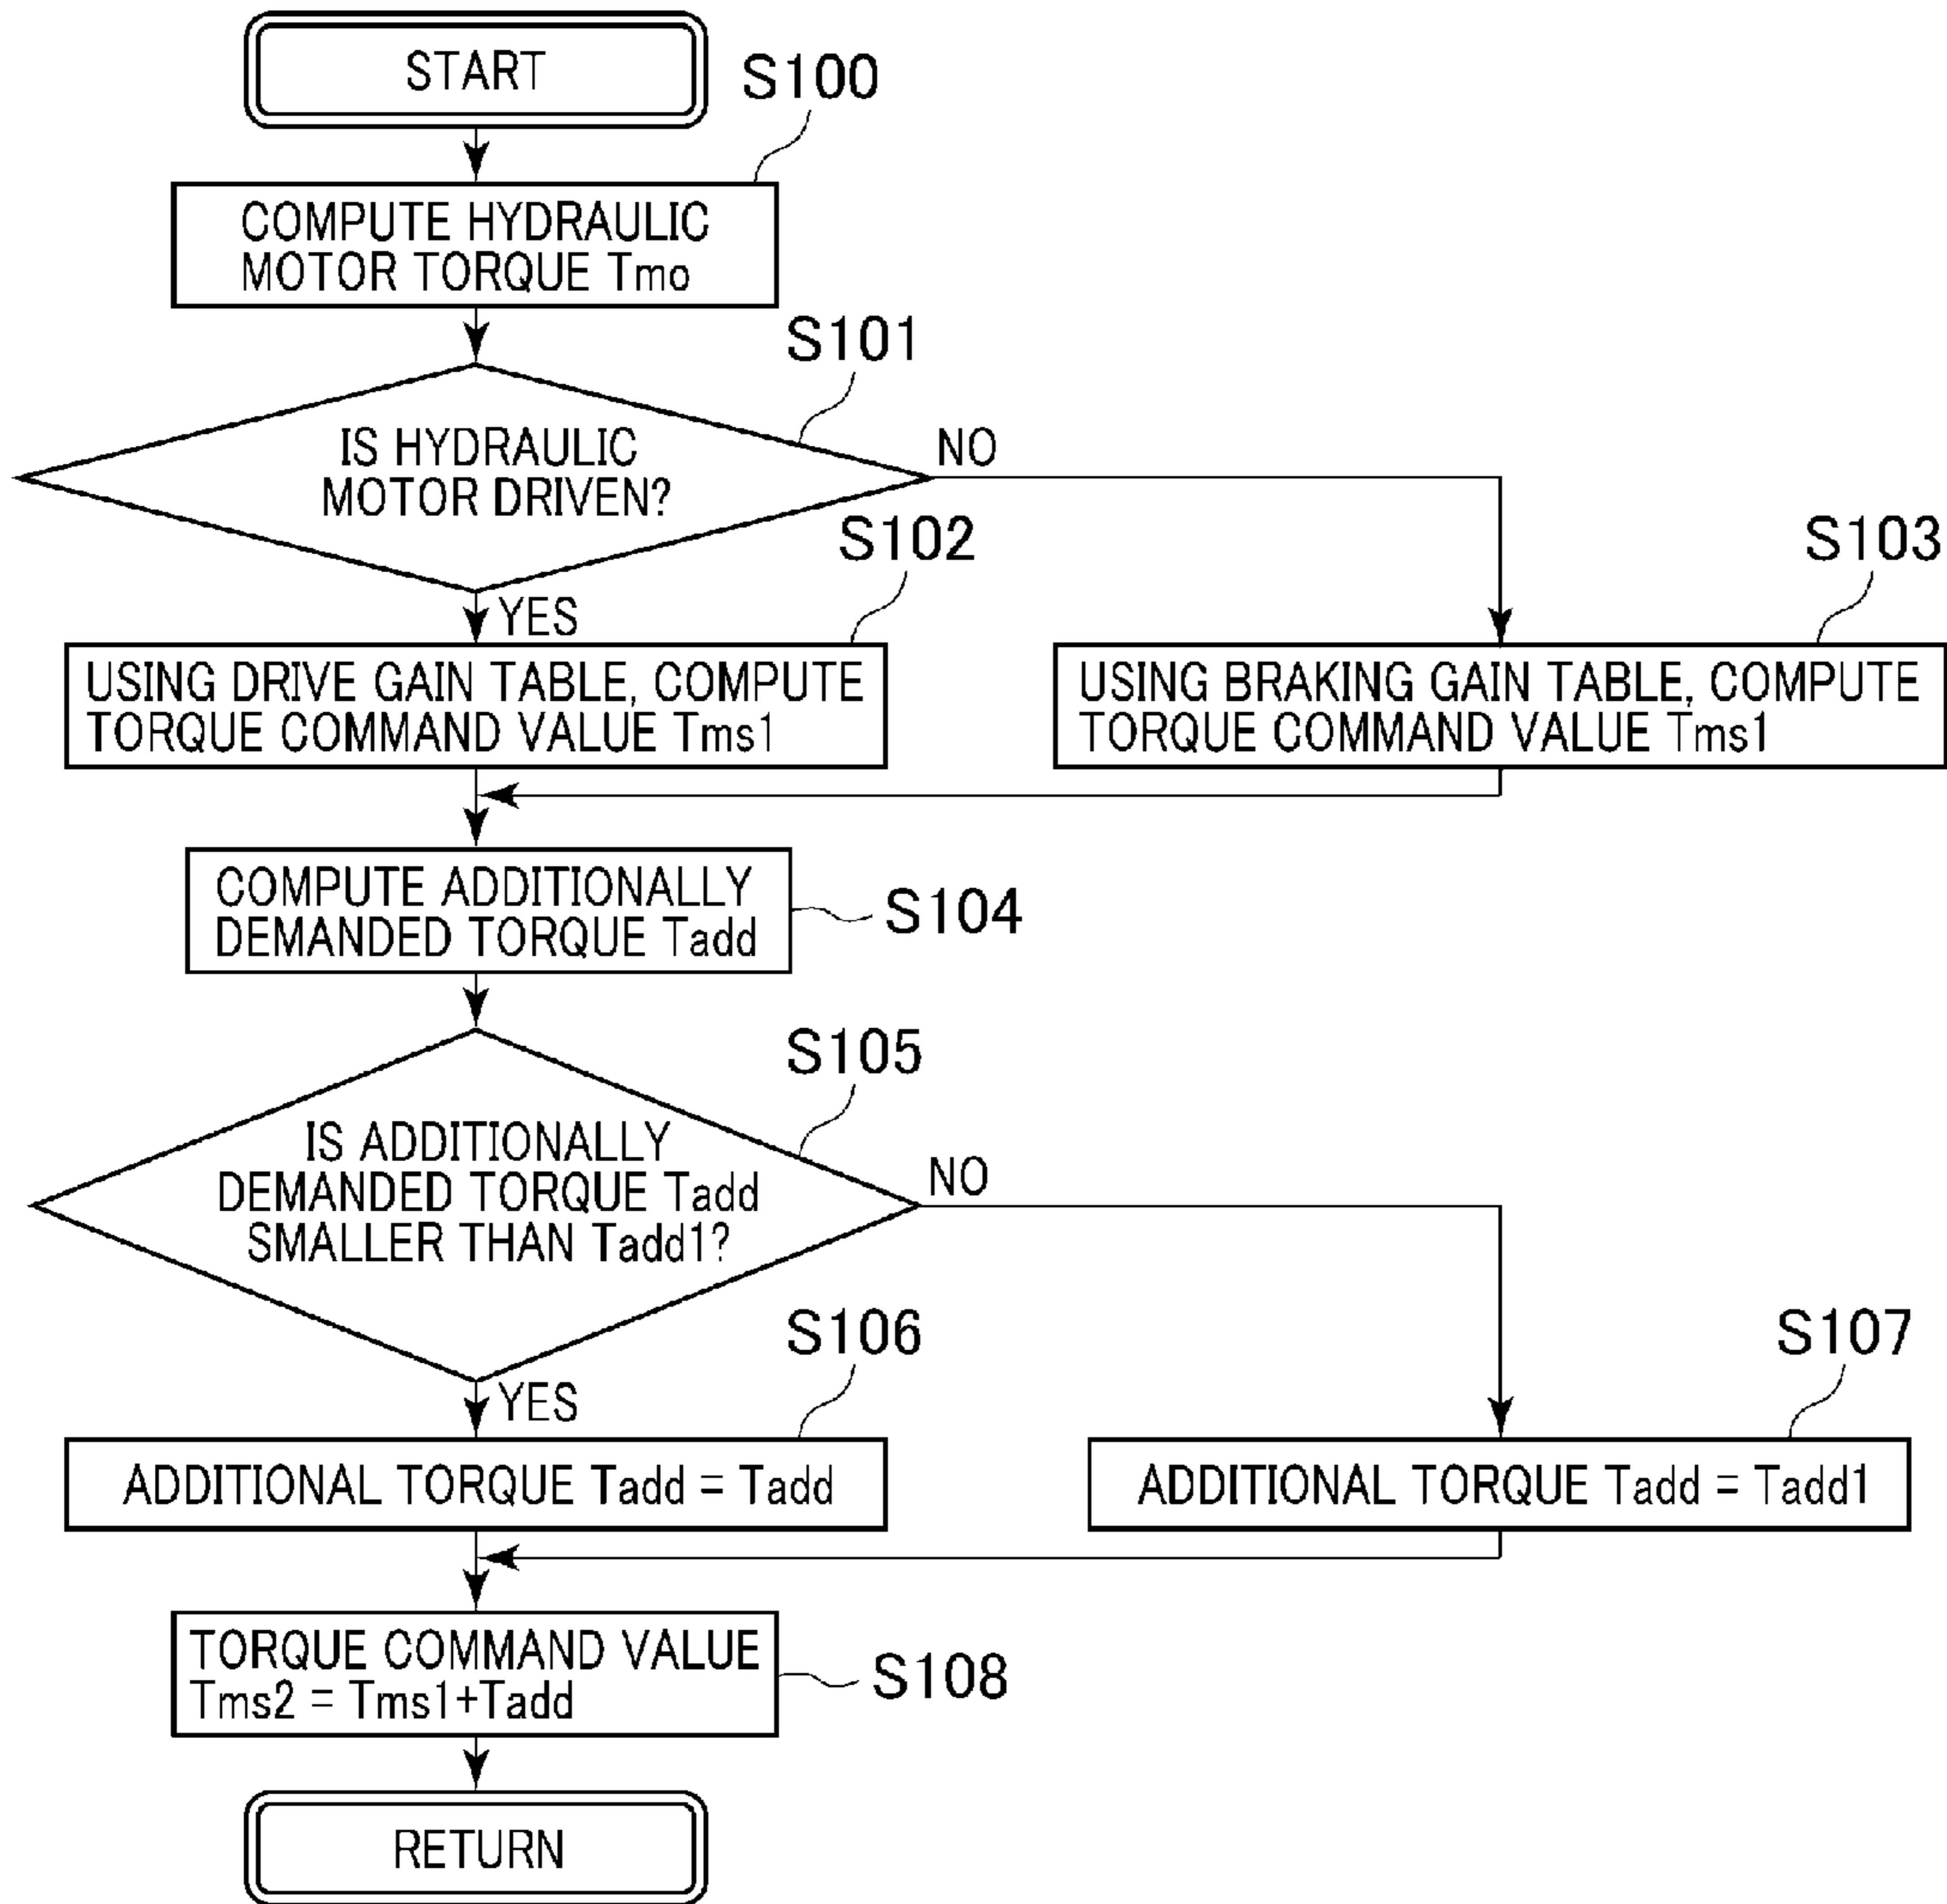 START
S100
COMPUTE HYDRAULIC
MOTOR TORQUE Tmo
S101
IS HYDRAULIC
MOTOR DRIVEN?
NO
YES
S102
USING DRIVE GAIN TABLE, COMPUTE
TORQUE COMMAND VALUE Tms1
S103
USING BRAKING GAIN TABLE, COMPUTE
TORQUE COMMAND VALUE Tms1
COMPUTE ADDITIONALLY
DEMANDED TORQUE Tadd
S104
S105
IS ADDITIONALLY
DEMANDED TORQUE Tadd
SMALLER THAN Tadd1?
NO
YES
S106
ADDITIONAL TORQUE Tadd = Tadd
S107
ADDITIONAL TORQUE Tadd = Tadd1
TORQUE COMMAND VALUE
Tms2 = Tms1+Tadd
S108
RETURN